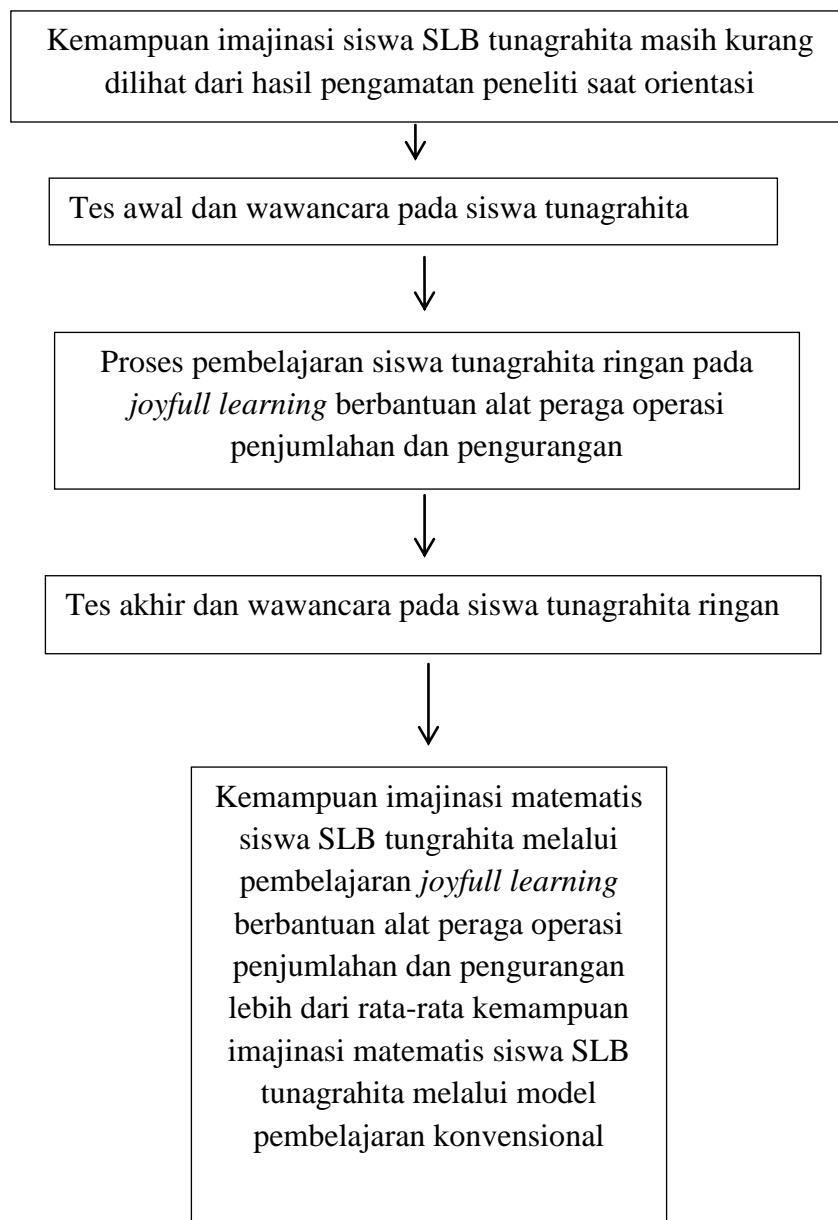 Kemampuan imajinasi siswa SLB tunagrahita masih kurang
dilihat dari hasil pengamatan peneliti saat orientasi
Tes awal dan wawancara pada siswa tunagrahita
Proses pembelajaran siswa tunagrahita ringan pada
joyfull learning berbantuan alat peraga operasi
penjumlahan dan pengurangan
Tes akhir dan wawancara pada siswa tunagrahita ringan
Kemampuan imajinasi matematis
siswa SLB tungrahita melalui
pembelajaran joyfull learning
berbantuan alat peraga operasi
penjumlahan dan pengurangan
lebih dari rata-rata kemampuan
imajinasi matematis siswa SLB
tunagrahita melalui model
pembelajaran konvensional